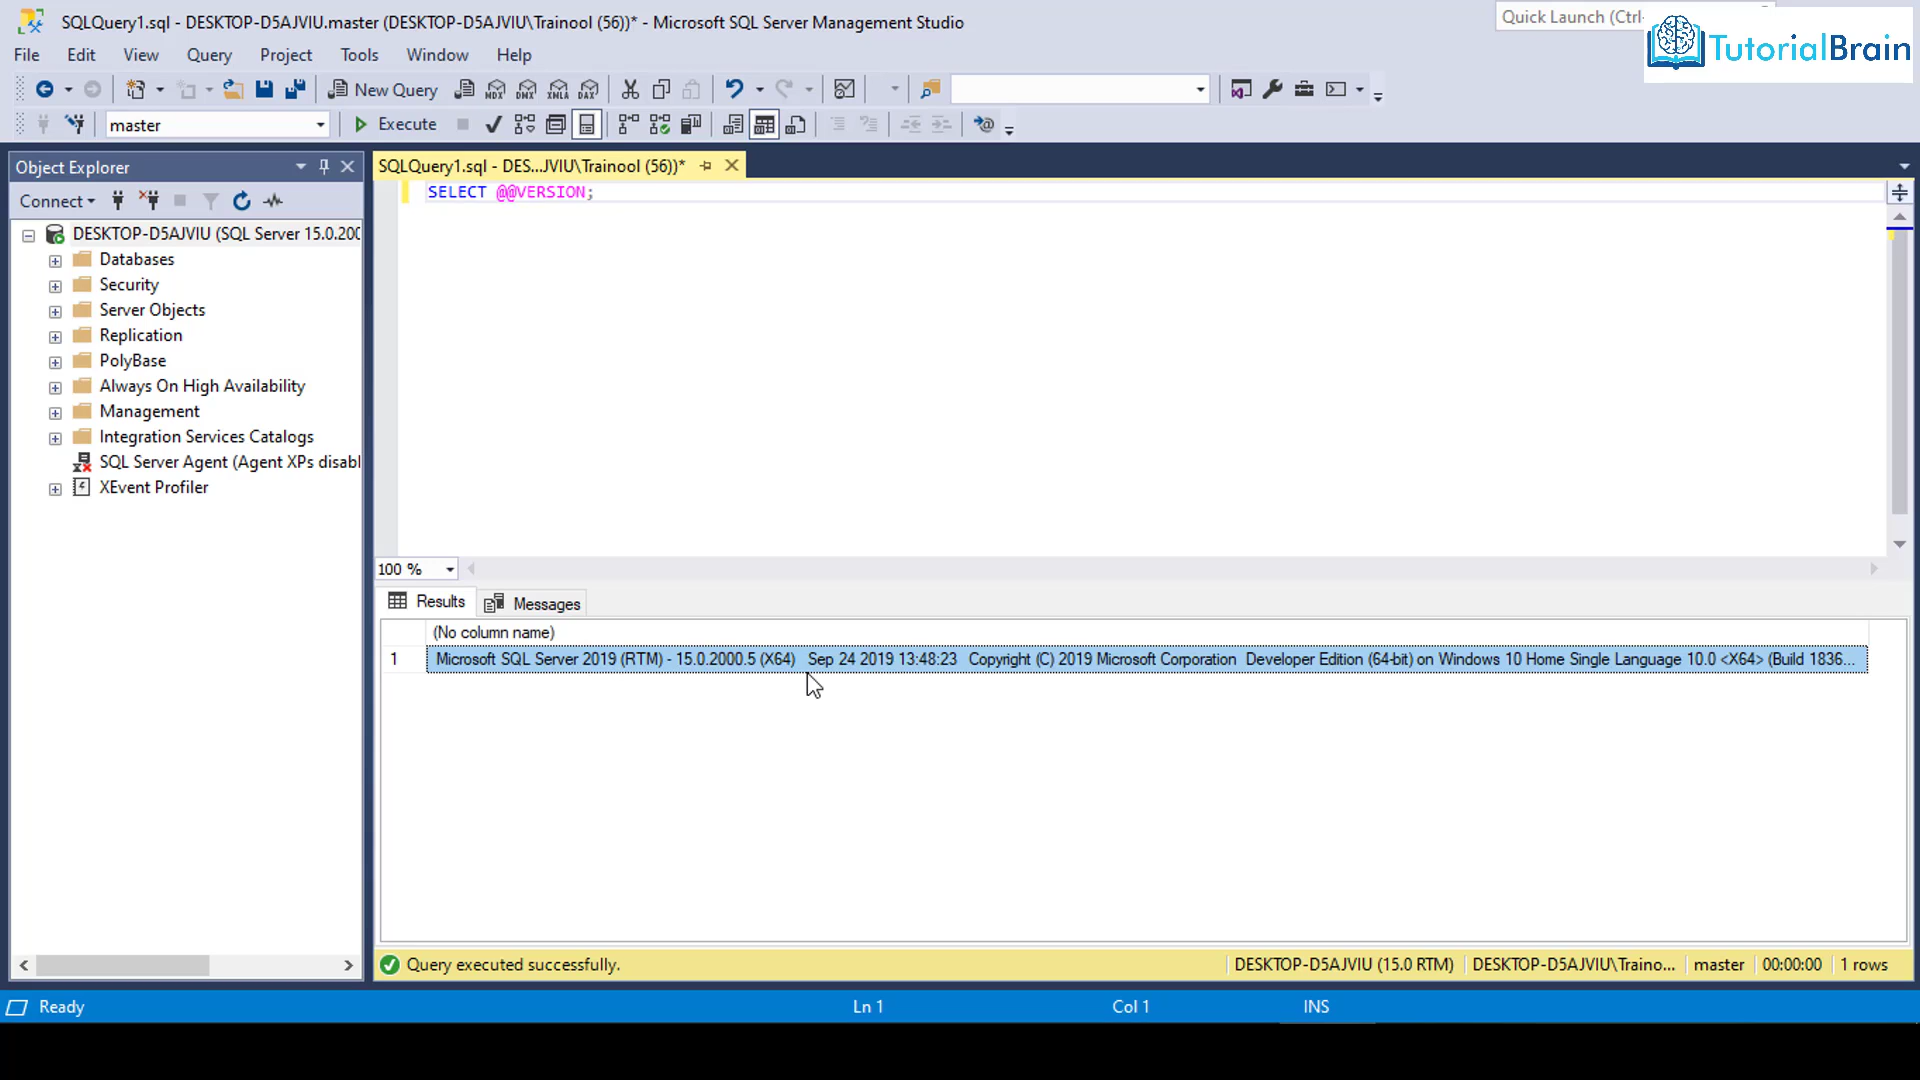 SQLQuery1.sql - DESKTOP-D5AJVIU.master (DESKTOP-D5AJVIU\Trainool (56))* - Microsoft SQL Server Management Studio
Quick Launch (Ctrl-
TutorialBrain
File Edit View Query Project Tools Window Help
New Query MDX DMX XMLA DAX
master Execute
Object Explorer
SQLQuery1.sql - DES...JVIU\Trainool (56))*
SELECT @@VERSION;
Connect
DESKTOP-D5AJVIU (SQL Server 15.0.200
Databases
Security
Server Objects
Replication
PolyBase
Always On High Availability
Management
Integration Services Catalogs
SQL Server Agent (Agent XPs disabl
XEvent Profiler
100 %
Results Messages
(No column name)
1 Microsoft SQL Server 2019 (RTM) - 15.0.2000.5 (X64) Sep 24 2019 13:48:23 Copyright (C) 2019 Microsoft Corporation Developer Edition (64-bit) on Windows 10 Home Single Language 10.0 <X64> (Build 1836...
Query executed successfully. DESKTOP-D5AJVIU (15.0 RTM) DESKTOP-D5AJVIU\Traino... master 00:00:00 1 rows
Ready Ln 1 Col 1 INS